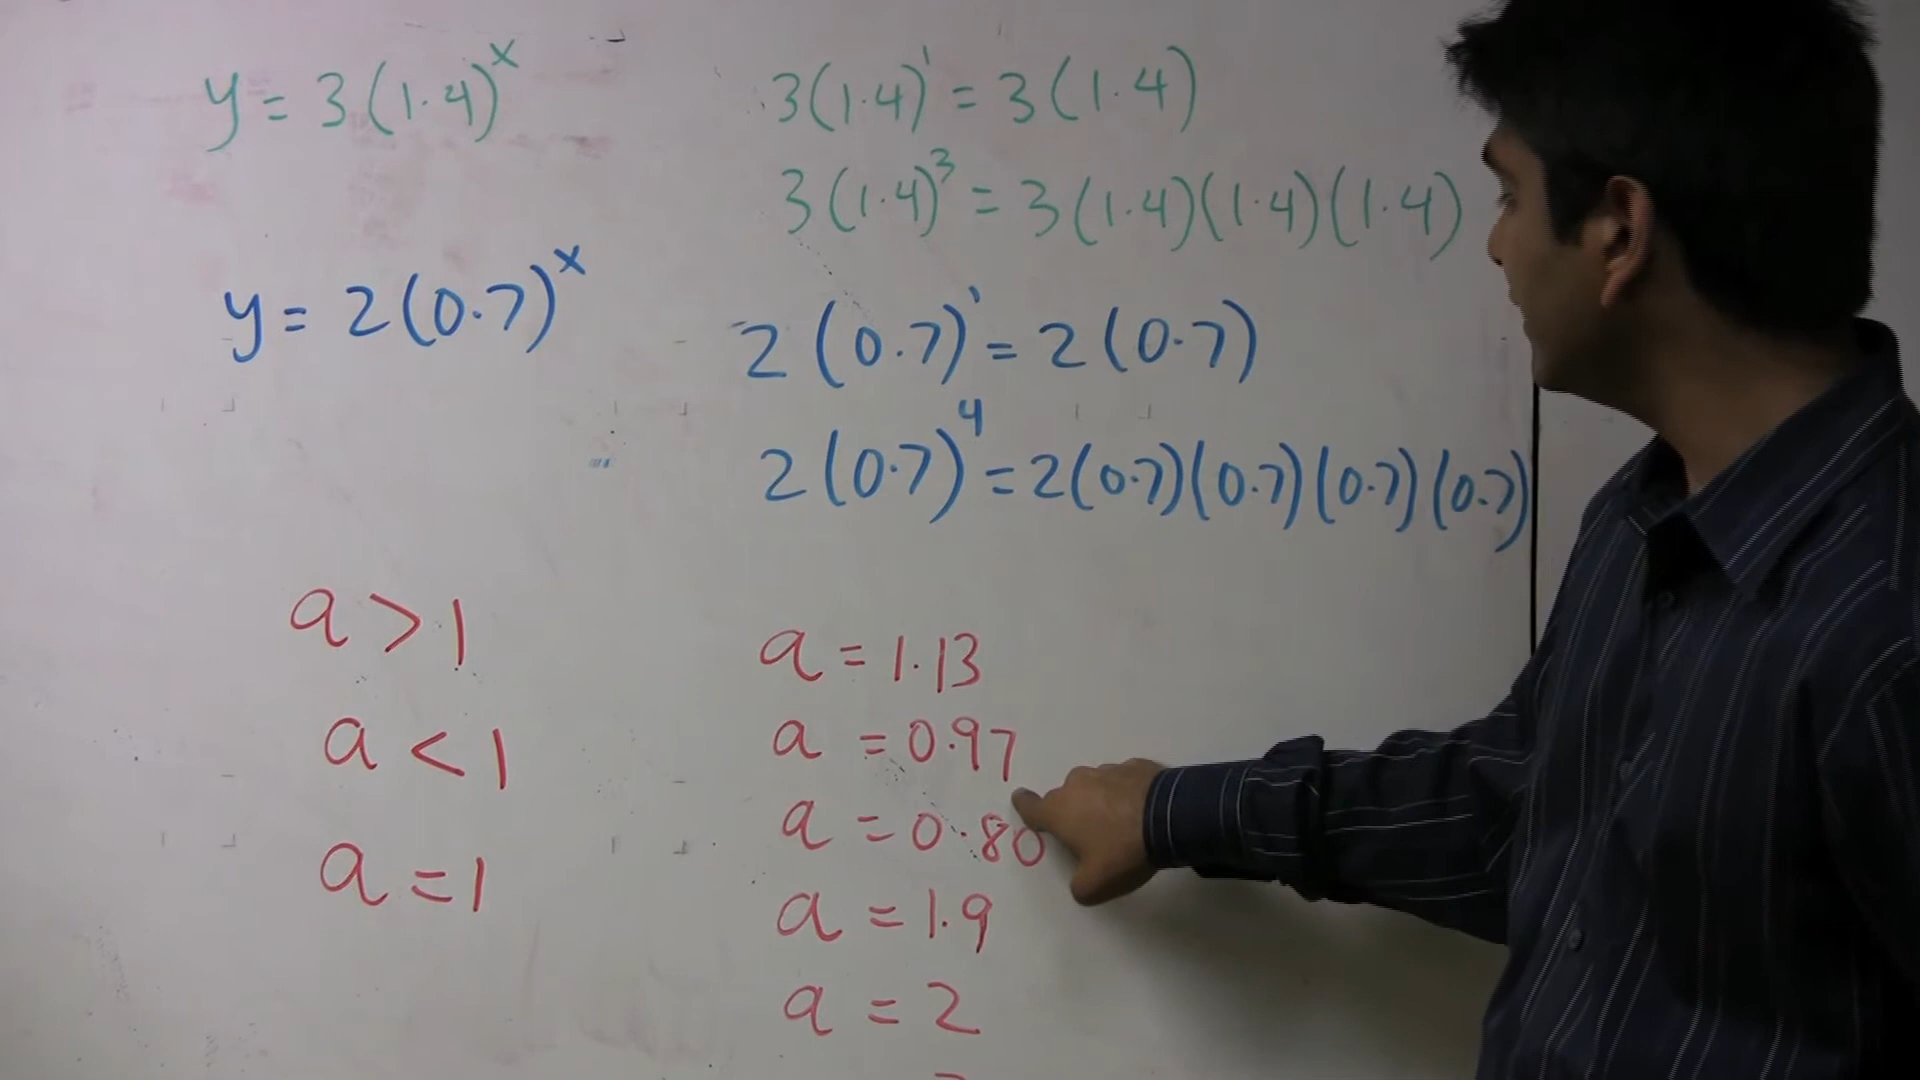 y = 3(1.4)^x
3(1.4)^1 = 3(1.4)
3(1.4)^3 = 3(1.4)(1.4)(1.4)
y = 2(0.7)^x
2(0.7)^1 = 2(0.7)
2(0.7)^4 = 2(0.7)(0.7)(0.7)(0.7)
a > 1
a < 1
a = 1
a = 1.13
a = 0.97
a = 0.80
a = 1.9
a = 2